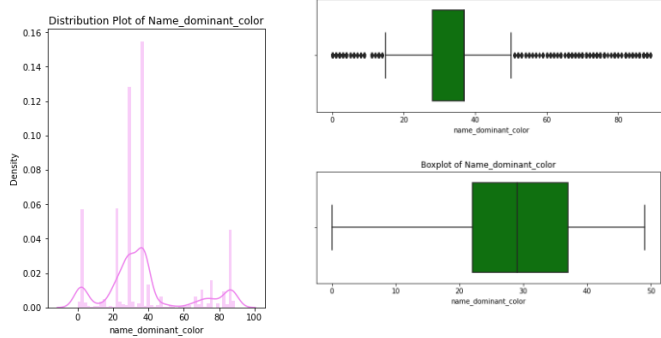 Distribution Plot of Name_dominant_color
0.16
0.14
0.12
0.10
0.08
0.06
0.04
0.02
0.00
Density
0 20 40 60 80 100
name_dominant_color
0 20 40 60 80
name_dominant_color
Boxplot of Name_dominant_color
0 10 20 30 40 50
name_dominant_color